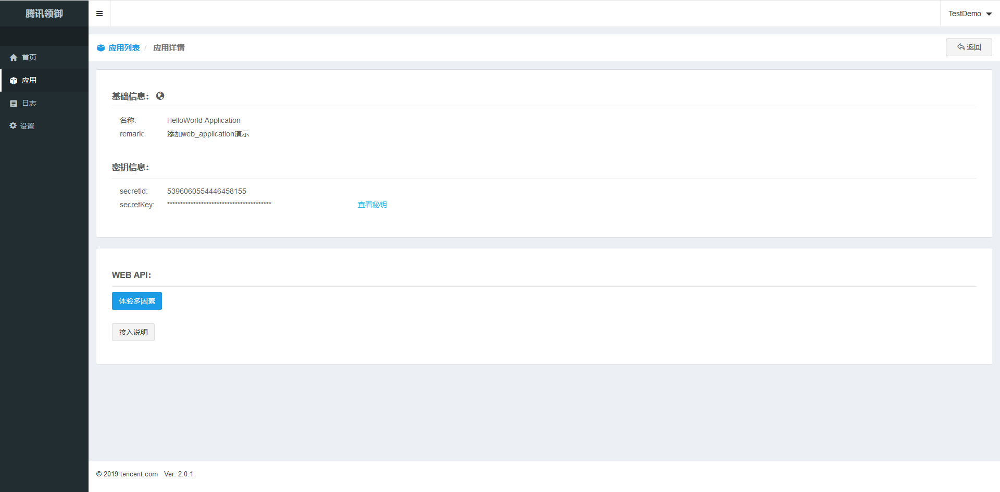 腾讯领御
TestDemo
首页
应用
日志
设置
应用列表 / 应用详情
返回
基础信息：
名称: HelloWorld Application
remark: 添加web_application演示
密钥信息：
secretId: 5396060554446458155
secretKey: **************************************** 查看秘钥
WEB API：
体验多因素
接入说明
© 2019 tencent.com Ver: 2.0.1